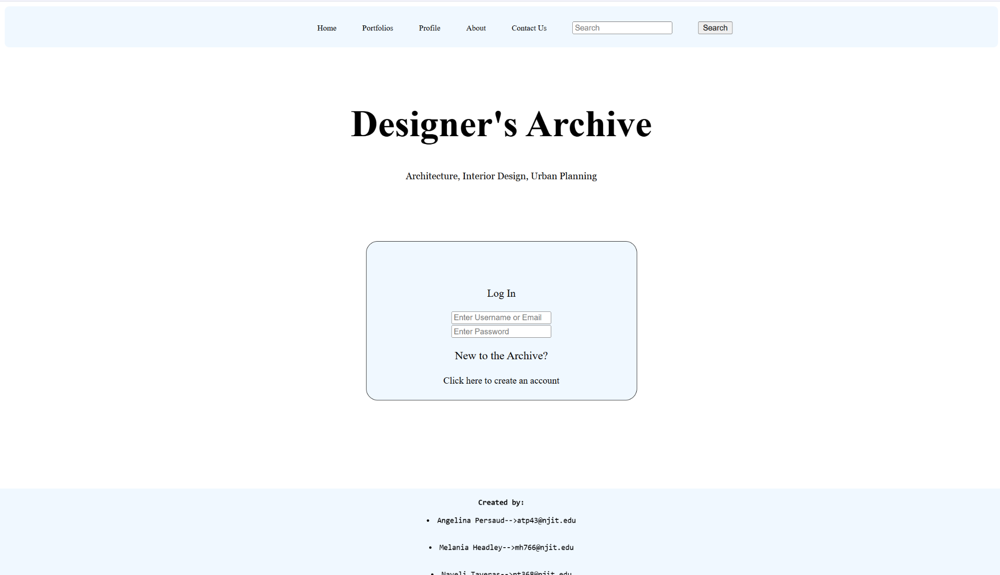 Home Portfolios Profile About Contact Us Search Search
Designer's Archive
Architecture, Interior Design, Urban Planning
Log In
Enter Username or Email
Enter Password
New to the Archive?
Click here to create an account
Created by:
• Angelina Persaud-->atp43@njit.edu
• Melania Headley-->mh766@njit.edu
• Nayeli Taveras-->nt368@njit.edu